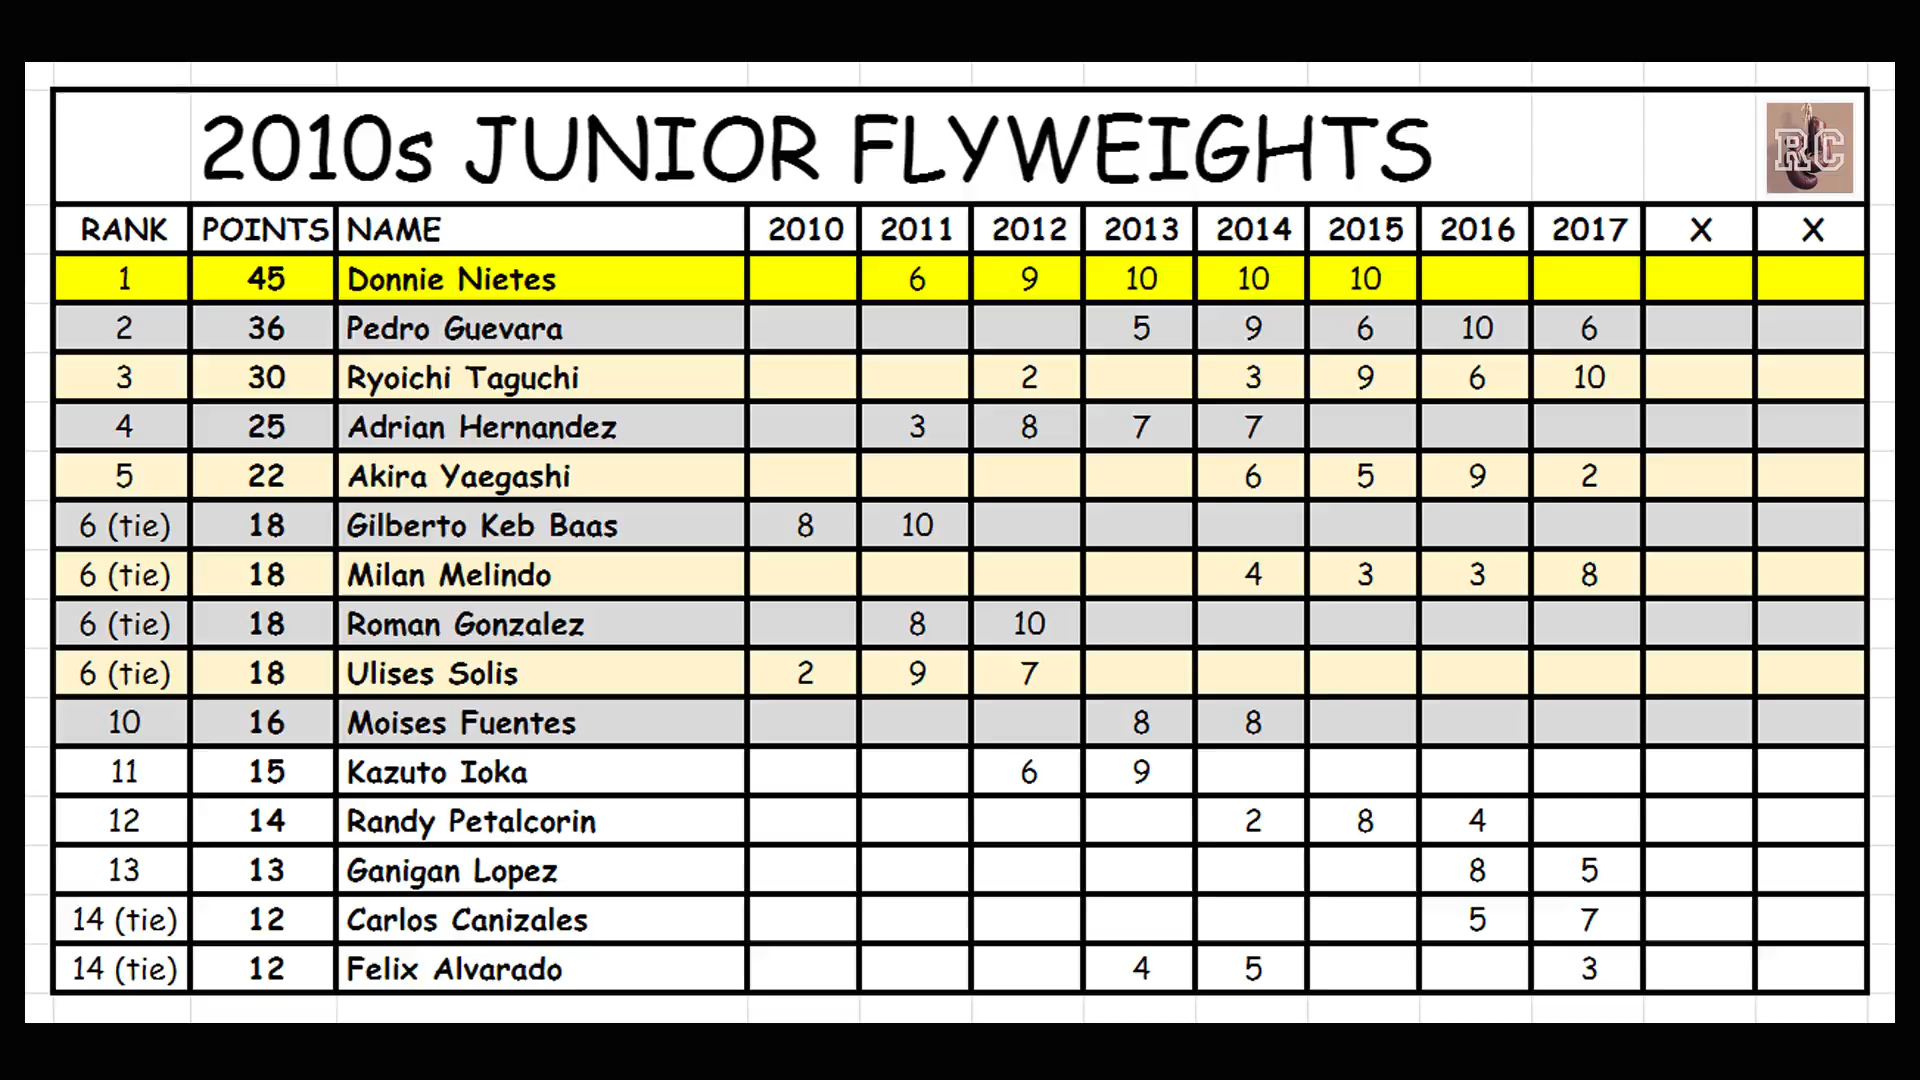 2010s JUNIOR FLYWEIGHTS RC
RANK POINTS NAME 2010 2011 2012 2013 2014 2015 2016 2017 X X
1 45 Donnie Nietes 6 9 10 10 10
2 36 Pedro Guevara 5 9 6 10 6
3 30 Ryoichi Taguchi 2 3 9 6 10
4 25 Adrian Hernandez 3 8 7 7
5 22 Akira Yaegashi 6 5 9 2
6 (tie) 18 Gilberto Keb Baas 8 10
6 (tie) 18 Milan Melindo 4 3 3 8
6 (tie) 18 Roman Gonzalez 8 10
6 (tie) 18 Ulises Solis 2 9 7
10 16 Moises Fuentes 8 8
11 15 Kazuto Ioka 6 9
12 14 Randy Petalcorin 2 8 4
13 13 Ganigan Lopez 8 5
14 (tie) 12 Carlos Canizales 5 7
14 (tie) 12 Felix Alvarado 4 5 3